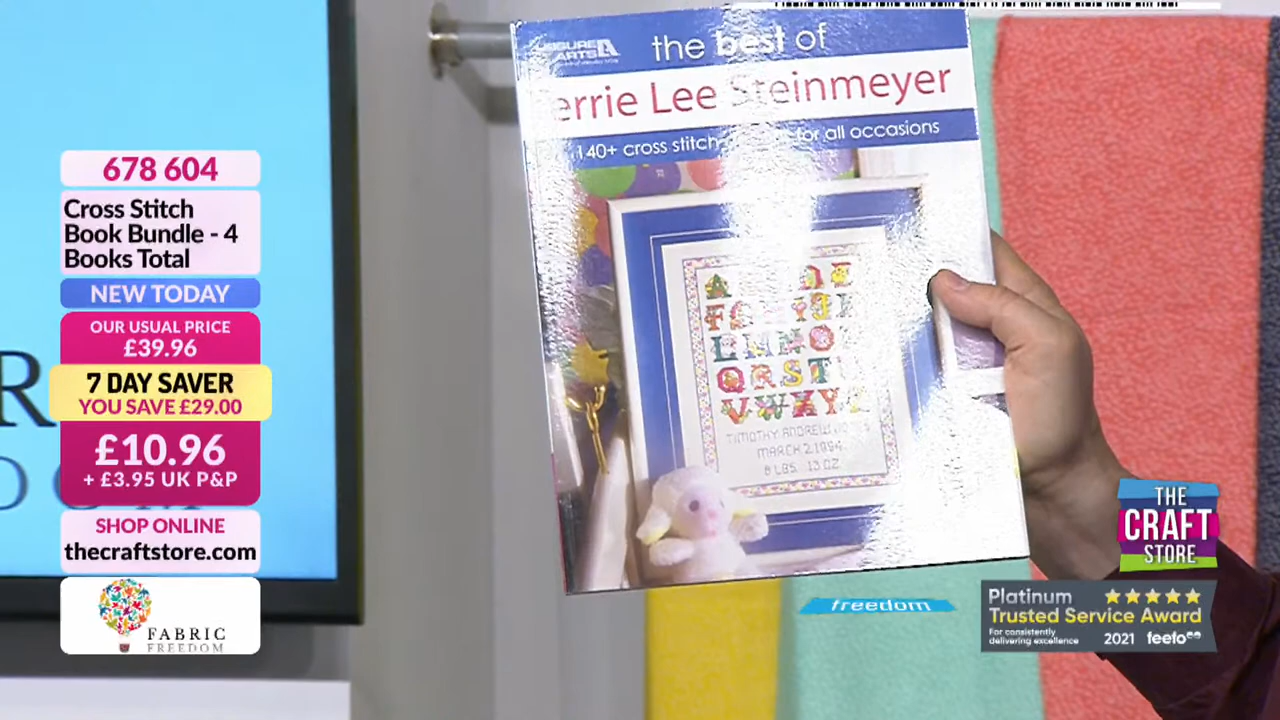 678 604
Cross Stitch
Book Bundle - 4
Books Total
NEW TODAY
OUR USUAL PRICE
£39.96
7 DAY SAVER
YOU SAVE £29.00
£10.96
+ £3.95 UK P&P
SHOP ONLINE
thecraftstore.com
FABRIC
FREEDOM
LEISURE
ARTS
the best of
errie Lee Steinmeyer
140+ cross stitch for all occasions
Q R S T
V W X Y
TIMOTHY ANDREW
MARCH 2, 1994
8 LBS. 13 OZ.
freedom
THE
CRAFT
STORE
Platinum
Trusted Service Award
For consistently
delivering excellence
2021 feefo